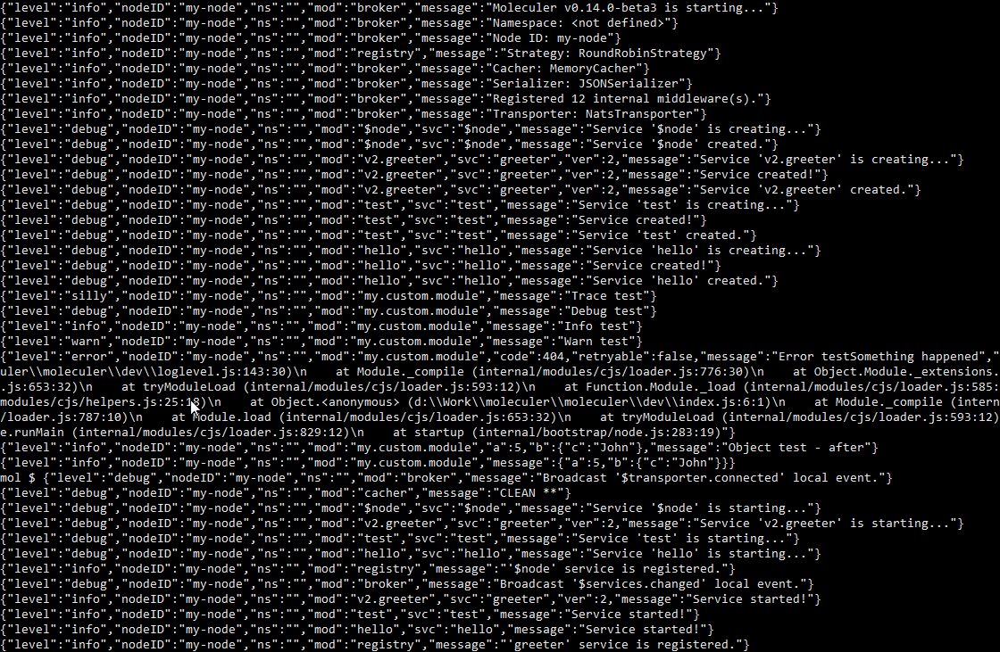 {"level":"info","nodeID":"my-node","ns":"","mod":"broker","message":"Moleculer v0.14.0-beta3 is starting..."}
{"level":"info","nodeID":"my-node","ns":"","mod":"broker","message":"Namespace: <not defined>"}
{"level":"info","nodeID":"my-node","ns":"","mod":"broker","message":"Node ID: my-node"}
{"level":"info","nodeID":"my-node","ns":"","mod":"registry","message":"Strategy: RoundRobinStrategy"}
{"level":"info","nodeID":"my-node","ns":"","mod":"broker","message":"Cacher: MemoryCacher"}
{"level":"info","nodeID":"my-node","ns":"","mod":"broker","message":"Serializer: JSONSerializer"}
{"level":"info","nodeID":"my-node","ns":"","mod":"broker","message":"Registered 12 internal middleware(s)."}
{"level":"info","nodeID":"my-node","ns":"","mod":"broker","message":"Transporter: NatsTransporter"}
{"level":"debug","nodeID":"my-node","ns":"","mod":"$node","svc":"$node","message":"Service '$node' is creating..."}
{"level":"debug","nodeID":"my-node","ns":"","mod":"$node","svc":"$node","message":"Service '$node' created."}
{"level":"debug","nodeID":"my-node","ns":"","mod":"v2.greeter","svc":"greeter","ver":2,"message":"Service 'v2.greeter' is creating..."}
{"level":"debug","nodeID":"my-node","ns":"","mod":"v2.greeter","svc":"greeter","ver":2,"message":"Service created!"}
{"level":"debug","nodeID":"my-node","ns":"","mod":"v2.greeter","svc":"greeter","ver":2,"message":"Service 'v2.greeter' created."}
{"level":"debug","nodeID":"my-node","ns":"","mod":"test","svc":"test","message":"Service 'test' is creating..."}
{"level":"debug","nodeID":"my-node","ns":"","mod":"test","svc":"test","message":"Service created!"}
{"level":"debug","nodeID":"my-node","ns":"","mod":"test","svc":"test","message":"Service 'test' created."}
{"level":"debug","nodeID":"my-node","ns":"","mod":"hello","svc":"hello","message":"Service 'hello' is creating..."}
{"level":"debug","nodeID":"my-node","ns":"","mod":"hello","svc":"hello","message":"Service created!"}
{"level":"debug","nodeID":"my-node","ns":"","mod":"hello","svc":"hello","message":"Service 'hello' created."}
{"level":"silly","nodeID":"my-node","ns":"","mod":"my.custom.module","message":"Trace test"}
{"level":"debug","nodeID":"my-node","ns":"","mod":"my.custom.module","message":"Debug test"}
{"level":"info","nodeID":"my-node","ns":"","mod":"my.custom.module","message":"Info test"}
{"level":"warn","nodeID":"my-node","ns":"","mod":"my.custom.module","message":"Warn test"}
{"level":"error","nodeID":"my-node","ns":"","mod":"my.custom.module","code":404,"retryable":false,"message":"Error testSomething happened","
uler\\moleculer\\dev\\loglevel.js:143:30)\n    at Module._compile (internal/modules/cjs/loader.js:776:30)\n    at Object.Module._extensions.
.js:653:32)\n    at tryModuleLoad (internal/modules/cjs/loader.js:593:12)\n    at Function.Module._load (internal/modules/cjs/loader.js:585:
modules/cjs/helpers.js:25:18)\n    at Object.<anonymous> (d:\\Work\\moleculer\\moleculer\\dev\\index.js:6:1)\n    at Module._compile (intern
/loader.js:787:10)\n    at Module.load (internal/modules/cjs/loader.js:653:32)\n    at tryModuleLoad (internal/modules/cjs/loader.js:593:12)
e.runMain (internal/modules/cjs/loader.js:829:12)\n    at startup (internal/bootstrap/node.js:283:19)"}
{"level":"info","nodeID":"my-node","ns":"","mod":"my.custom.module","a":5,"b":{"c":"John"},"message":"Object test - after"}
{"level":"info","nodeID":"my-node","ns":"","mod":"my.custom.module","message":{"a":5,"b":{"c":"John"}}}
mol $ {"level":"debug","nodeID":"my-node","ns":"","mod":"broker","message":"Broadcast '$transporter.connected' local event."}
{"level":"debug","nodeID":"my-node","ns":"","mod":"cacher","message":"CLEAN **"}
{"level":"debug","nodeID":"my-node","ns":"","mod":"$node","svc":"$node","message":"Service '$node' is starting..."}
{"level":"debug","nodeID":"my-node","ns":"","mod":"v2.greeter","svc":"greeter","ver":2,"message":"Service 'v2.greeter' is starting..."}
{"level":"debug","nodeID":"my-node","ns":"","mod":"test","svc":"test","message":"Service 'test' is starting..."}
{"level":"debug","nodeID":"my-node","ns":"","mod":"hello","svc":"hello","message":"Service 'hello' is starting..."}
{"level":"info","nodeID":"my-node","ns":"","mod":"registry","message":"'$node' service is registered."}
{"level":"debug","nodeID":"my-node","ns":"","mod":"broker","message":"Broadcast '$services.changed' local event."}
{"level":"info","nodeID":"my-node","ns":"","mod":"v2.greeter","svc":"greeter","ver":2,"message":"Service started!"}
{"level":"info","nodeID":"my-node","ns":"","mod":"test","svc":"test","message":"Service started!"}
{"level":"info","nodeID":"my-node","ns":"","mod":"hello","svc":"hello","message":"Service started!"}
{"level":"info","nodeID":"my-node","ns":"","mod":"registry","message":"'greeter' service is registered."}